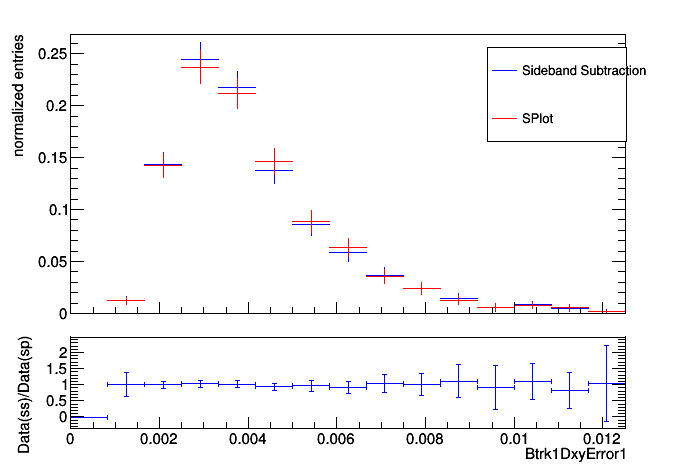 normalized entries
0.25
0.2
0.15
0.1
0.05
0
Sideband Subtraction
SPlot
Data(ss)/Data(sp)
2
1.5
1
0.5
0
0 0.002 0.004 0.006 0.008 0.01 0.012
Btrk1DxyError1